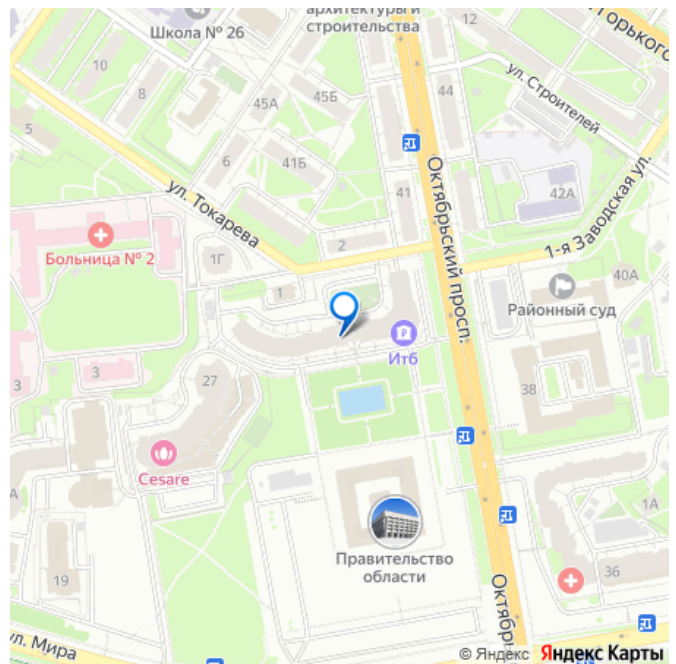 архитектуры и
строительства
Школа № 26
Горького
12
10
8
45А
45Б
44
ул. Строителей
5
6
41Б
41
42А
ул. Токарева
Октябрьский просп.
1-я Заводская ул.
2
Больница № 2
1Г
1
40А
Районный суд
Итб
3
3
27
38
Cesare
А
1А
Правительство
области
19
36
Октябрь
ул. Мира
© Яндекс Яндекс Карты